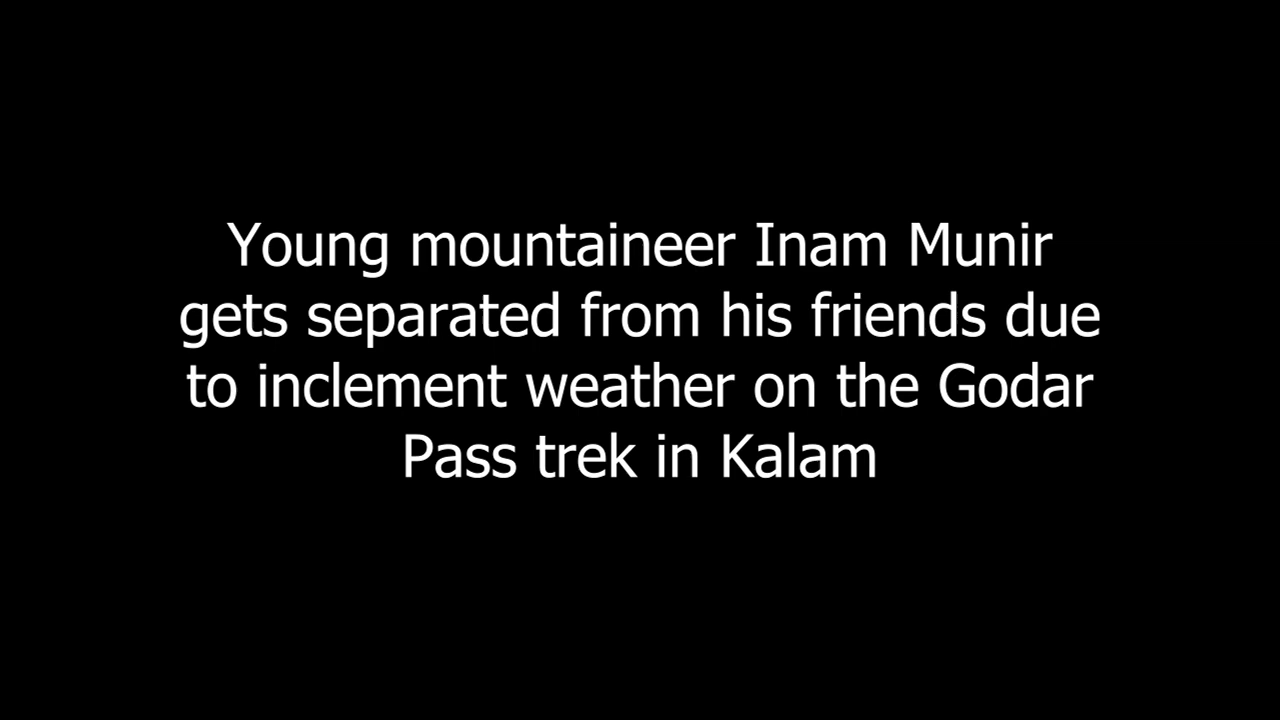 Young mountaineer Inam Munir
gets separated from his friends due
to inclement weather on the Godar
Pass trek in Kalam